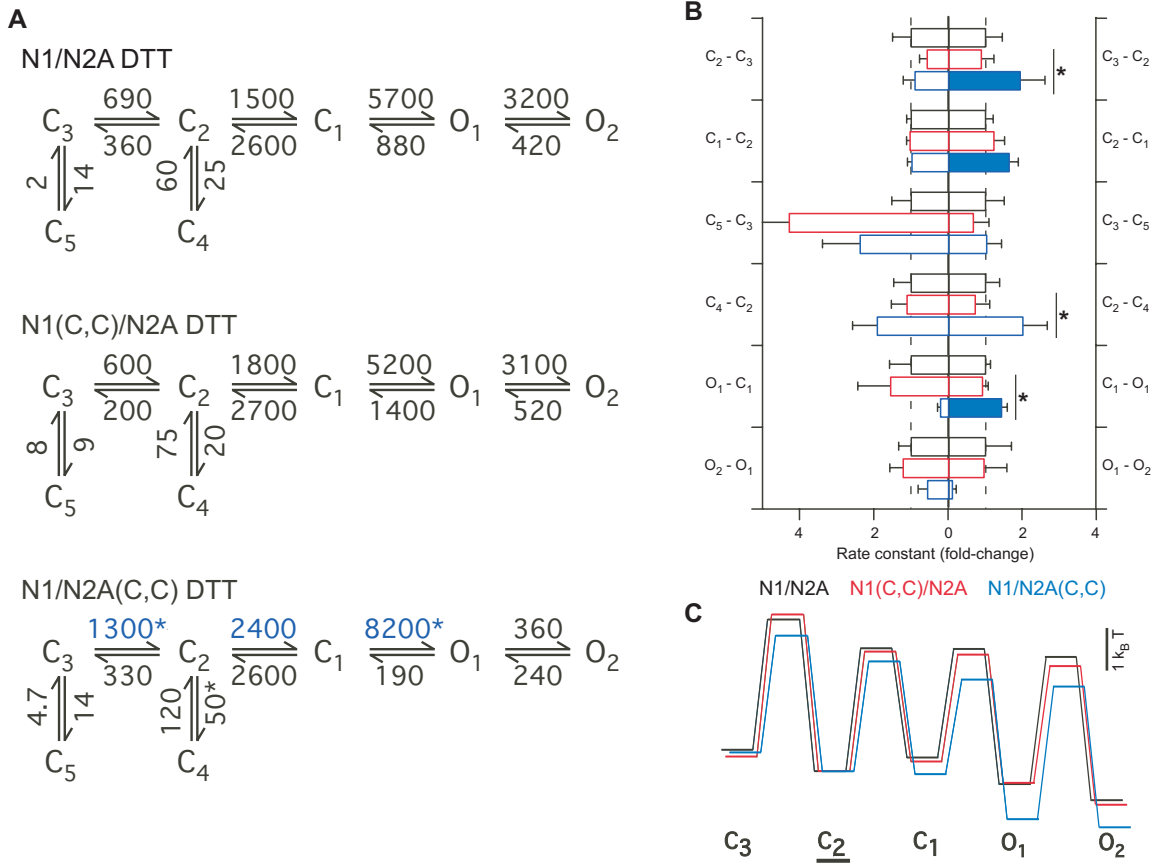 A
N1/N2A DTT
690 1500 5700 3200
C3 C2 C1 O1 O2
360 2600 880 420
2 14 60 25
C5 C4
N1(C,C)/N2A DTT
600 1800 5200 3100
C3 C2 C1 O1 O2
200 2700 1400 520
8 9 75 20
C5 C4
N1/N2A(C,C) DTT
1300* 2400 8200* 360
C3 C2 C1 O1 O2
330 2600 190 240
4.7 14 120 50*
C5 C4
B
C2 - C3 * C3 - C2
C1 - C2 C2 - C1
C5 - C3 C3 - C5
C4 - C2 * C2 - C4
O1 - C1 * C1 - O1
O2 - O1 O1 - O2
4 2 0 2 4
Rate constant (fold-change)
N1/N2A N1(C,C)/N2A N1/N2A(C,C)
C
1 kB T
C3 C2 C1 O1 O2